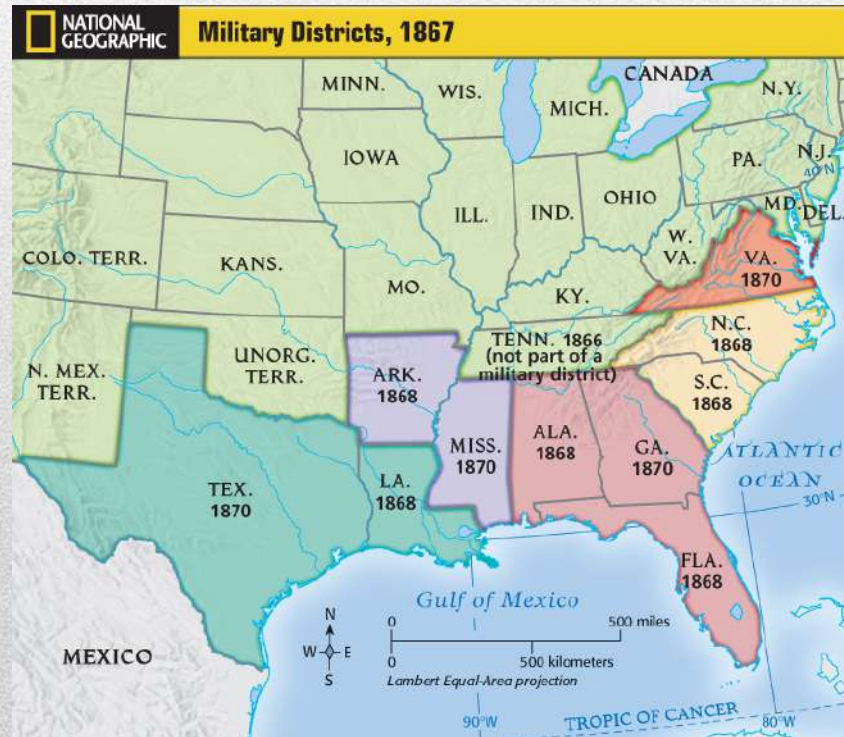 NATIONAL
GEOGRAPHIC
Military Districts, 1867
CANADA
MINN.
WIS.
MICH.
N.Y.
IOWA
PA.
N.J.
40°N
ILL.
IND.
OHIO
MD.
DEL.
W.
VA.
COLO. TERR.
KANS.
MO.
KY.
VA.
1870
N. MEX.
TERR.
UNORG.
TERR.
ARK.
1868
TENN. 1866
(not part of a
military district)
N.C.
1868
S.C.
1868
MISS.
1870
ALA.
1868
GA.
1870
ATLANTIC
OCEAN
30°N
TEX.
1870
LA.
1868
FLA.
1868
Gulf of Mexico
MEXICO
N
W
E
S
0
500 miles
0
500 kilometers
Lambert Equal-Area projection
90°W
TROPIC OF CANCER
80°W